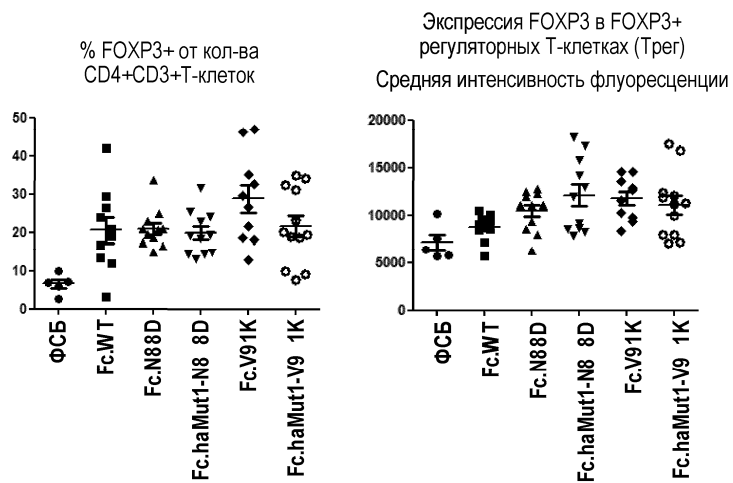 % FOXP3+ от кол-ва
CD4+CD3+Т-клеток
50
40
30
20
10
0
ФСБ
Fc.WT
Fc.N88D
Fc.haMut1-N8 8D
Fc.V91K
Fc.haMut1-V9 1K
Экспрессия FOXP3 в FOXP3+
регуляторных Т-клетках (Трег)
Средняя интенсивность флуоресценции
20000
15000
10000
5000
0
ФСБ
Fc.WT
Fc.N88D
Fc.haMut1-N8 8D
Fc.V91K
Fc.haMut1-V9 1K